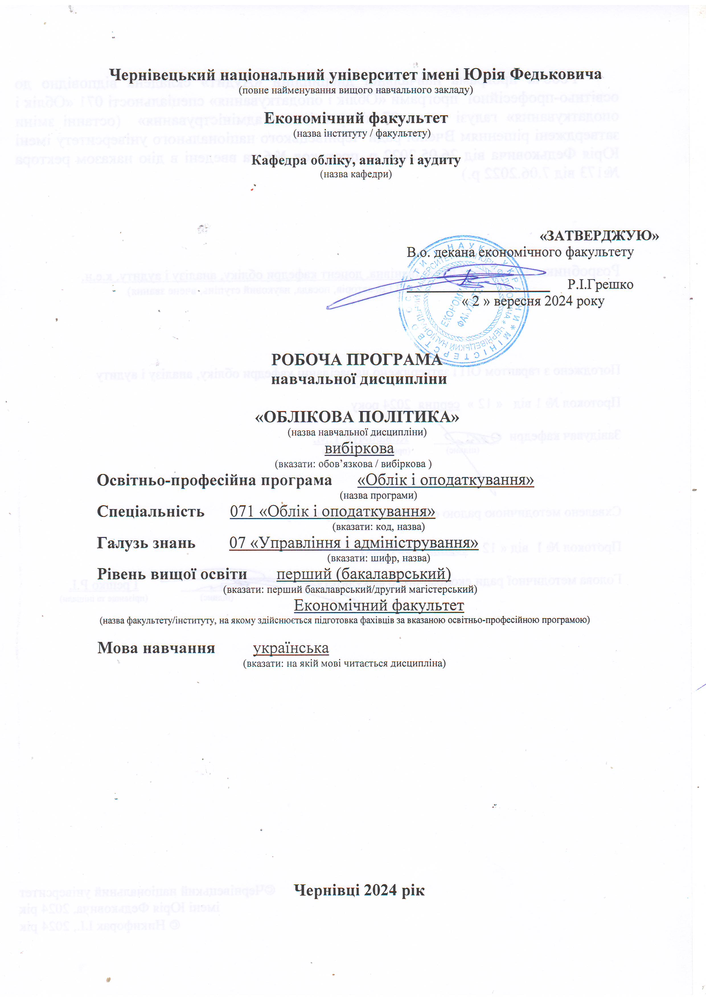 Чернівецький національний університет імені Юрія Федьковича
(повне найменування вищого навчального закладу)
Економічний факультет
(назва інституту / факультету)
Кафедра обліку, аналізу і аудиту
(назва кафедри)
«ЗАТВЕРДЖУЮ»
В.о. декана економічного факультету
Р.І.Грешко
« 2 » вересня 2024 року
РОБОЧА ПРОГРАМА
навчальної дисципліни
«ОБЛІКОВА ПОЛІТИКА»
(назва навчальної дисципліни)
вибіркова
(вказати: обов’язкова / вибіркова )
Освітньо-професійна програма «Облік і оподаткування»
(назва програми)
Спеціальність 071 «Облік і оподаткування»
(вказати: код, назва)
Галузь знань 07 «Управління і адміністрування»
(вказати: шифр, назва)
Рівень вищої освіти перший (бакалаврський)
(вказати: перший бакалаврський/другий магістерський)
Економічний факультет
(назва факультету/інституту, на якому здійснюється підготовка фахівців за вказаною освітньо-професійною програмою)
Мова навчання українська
(вказати: на якій мові читається дисципліна)
Чернівці 2024 рік